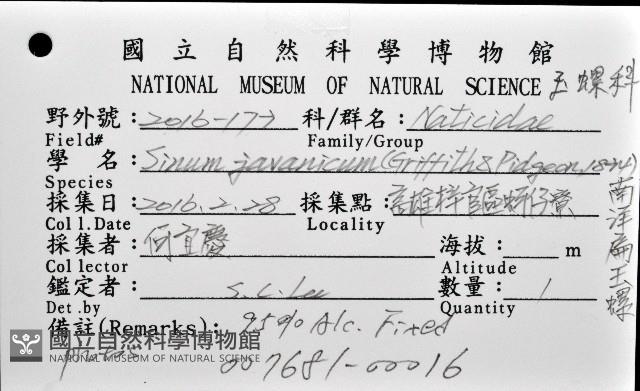 國立自然科學博物館
NATIONAL MUSEUM OF NATURAL SCIENCE 玉螺科
野外號: 2016-177 科/群名: Naticidae
Field# Family/Group
學 名: Sinum javanicum (Griffith & Pidgeon, 1834)
Species
南洋扁玉螺
採集日: 2016.2.28 採集點: 高雄梓官區蚵仔寮
Coll.Date Locality
採集者: 何宜慶 海拔: m
Collector Altitude
鑑定者: S.C. Lee 數量: 1
Det.by Quantity
備註(Remarks): 95% Alc. Fixed
007681-00016
國立自然科學博物館
NATIONAL MUSEUM OF NATURAL SCIENCE